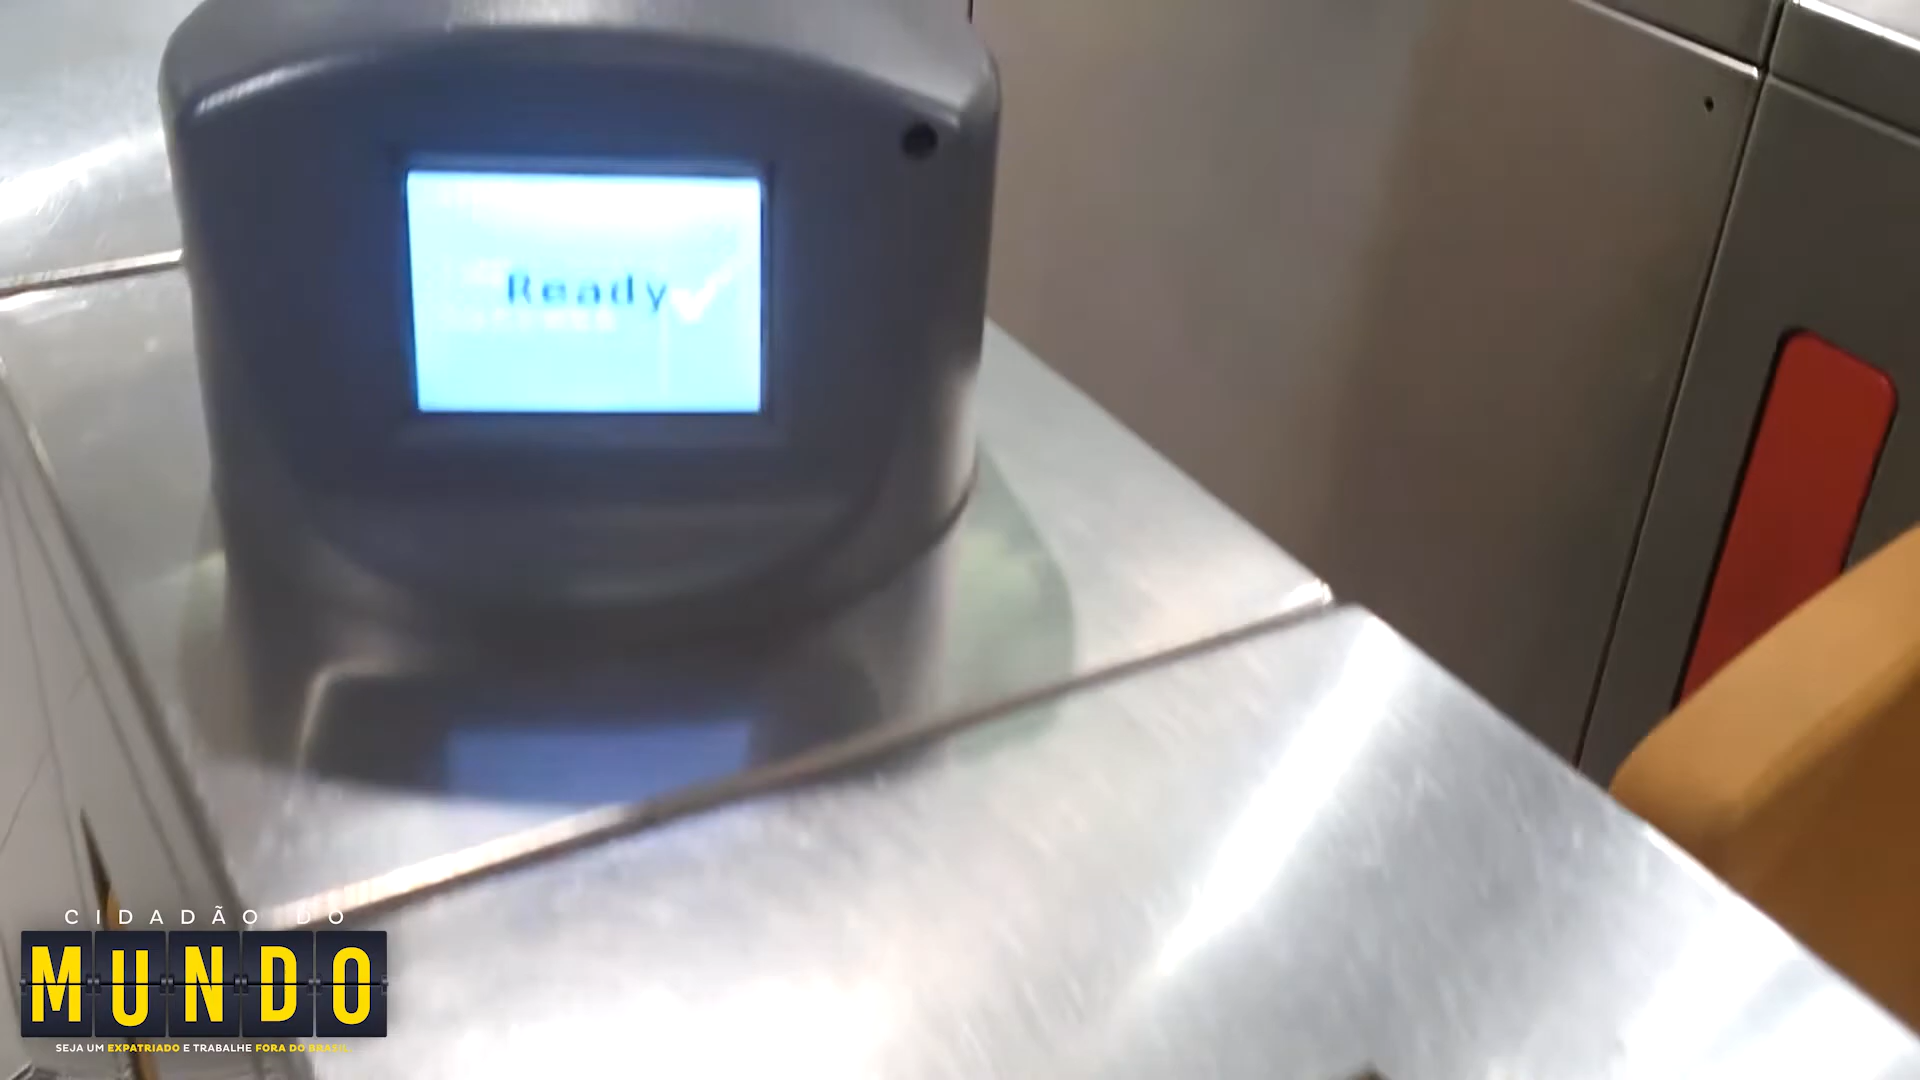 Ready
CIDADÃO DO
MUNDO
SEJA UM EXPATRIADO E TRABALHE FORA DO BRASIL